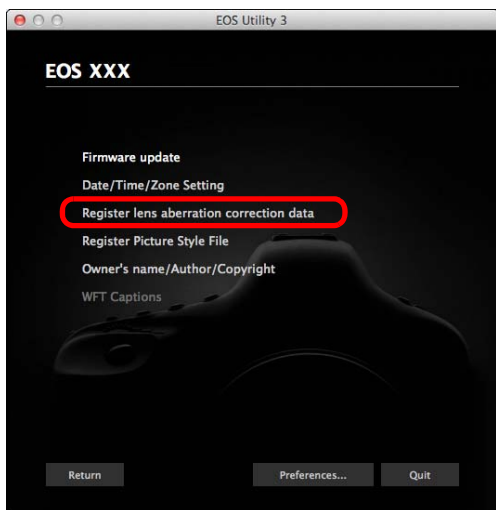 EOS Utility 3
EOS XXX
Firmware update
Date/Time/Zone Setting
Register lens aberration correction data
Register Picture Style File
Owner's name/Author/Copyright
WFT Captions
Return Preferences... Quit